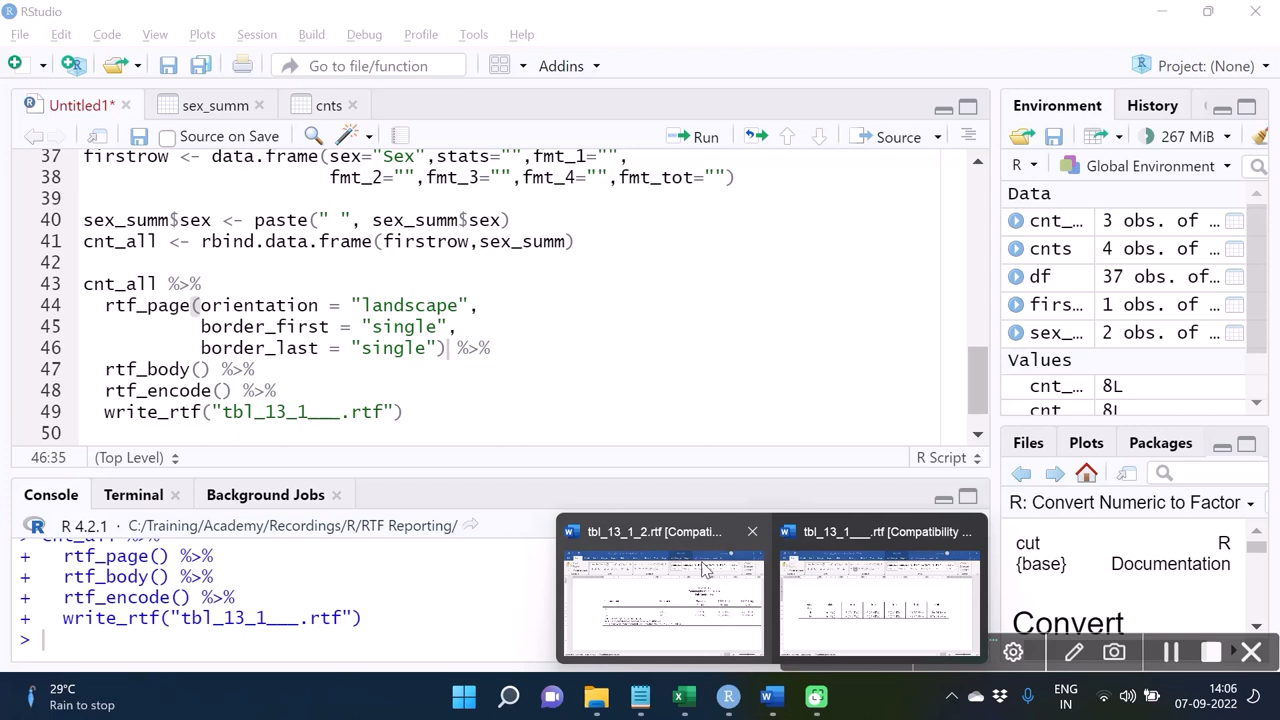 RStudio
File Edit Code View Plots Session Build Debug Profile Tools Help
Go to file/function Addins Project: (None)
Untitled1* sex_summ cnts
Source on Save Run Source
37 firstrow <- data.frame(sex="Sex",stats="",fmt_1="",
38 fmt_2="",fmt_3="",fmt_4="",fmt_tot="")
39
40 sex_summ$sex <- paste(" ", sex_summ$sex)
41 cnt_all <- rbind.data.frame(firstrow,sex_summ)
42
43 cnt_all %>%
44 rtf_page(orientation = "landscape",
45 border_first = "single",
46 border_last = "single") %>%
47 rtf_body() %>%
48 rtf_encode() %>%
49 write_rtf("tbl_13_1___.rtf")
50
46:35 (Top Level) R Script
Console Terminal Background Jobs
R 4.2.1 · C:/Training/Academy/Recordings/R/RTF Reporting/
> cnt_all %>%
+ rtf_page() %>%
+ rtf_body() %>%
+ rtf_encode() %>%
+ write_rtf("tbl_13_1___.rtf")
>
Environment History
267 MiB
R Global Environment
Data
cnt_… 3 obs. of
cnts 4 obs. of
df 37 obs. of…
firs… 1 obs. of
sex_… 2 obs. of
Values
cnt_… 8L
cnt 8L
Files Plots Packages
R: Convert Numeric to Factor
cut R
{base} Documentation
Convert
tbl_13_1_2.rtf [Compati... tbl_13_1___.rtf [Compatibility ...
29°C
Rain to stop
ENG
IN
14:06
07-09-2022